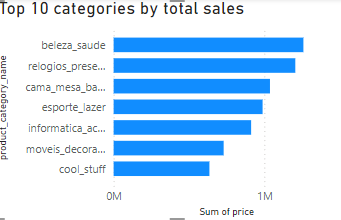 Top 10 categories by total sales
product_category_name
beleza_saude
relogios_prese...
cama_mesa_ba...
esporte_lazer
informatica_ac...
moveis_decora...
cool_stuff
0M 1M
Sum of price